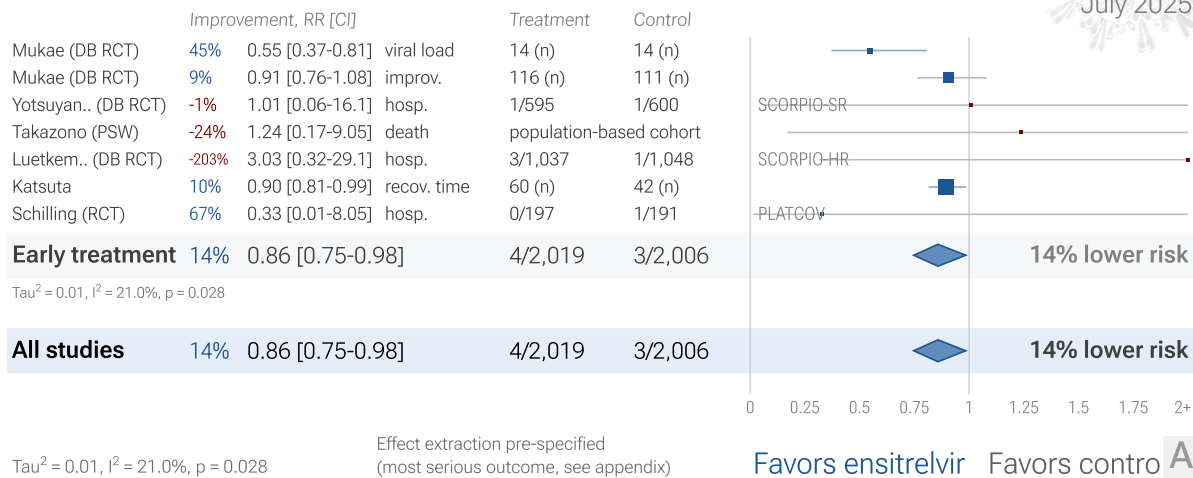 July 2025
Improvement, RR [CI] Treatment Control
Mukae (DB RCT) 45% 0.55 [0.37-0.81] viral load 14 (n) 14 (n)
Mukae (DB RCT) 9% 0.91 [0.76-1.08] improv. 116 (n) 111 (n)
Yotsuyan.. (DB RCT) -1% 1.01 [0.06-16.1] hosp. 1/595 1/600 SCORPIO-SR
Takazono (PSW) -24% 1.24 [0.17-9.05] death population-based cohort
Luetkem.. (DB RCT) -203% 3.03 [0.32-29.1] hosp. 3/1,037 1/1,048 SCORPIO-HR
Katsuta 10% 0.90 [0.81-0.99] recov. time 60 (n) 42 (n)
Schilling (RCT) 67% 0.33 [0.01-8.05] hosp. 0/197 1/191 PLATCOV
Early treatment 14% 0.86 [0.75-0.98] 4/2,019 3/2,006 14% lower risk
Tau² = 0.01, I² = 21.0%, p = 0.028
All studies 14% 0.86 [0.75-0.98] 4/2,019 3/2,006 14% lower risk
0 0.25 0.5 0.75 1 1.25 1.5 1.75 2+
Effect extraction pre-specified
Tau² = 0.01, I² = 21.0%, p = 0.028 (most serious outcome, see appendix) Favors ensitrelvir Favors contro A